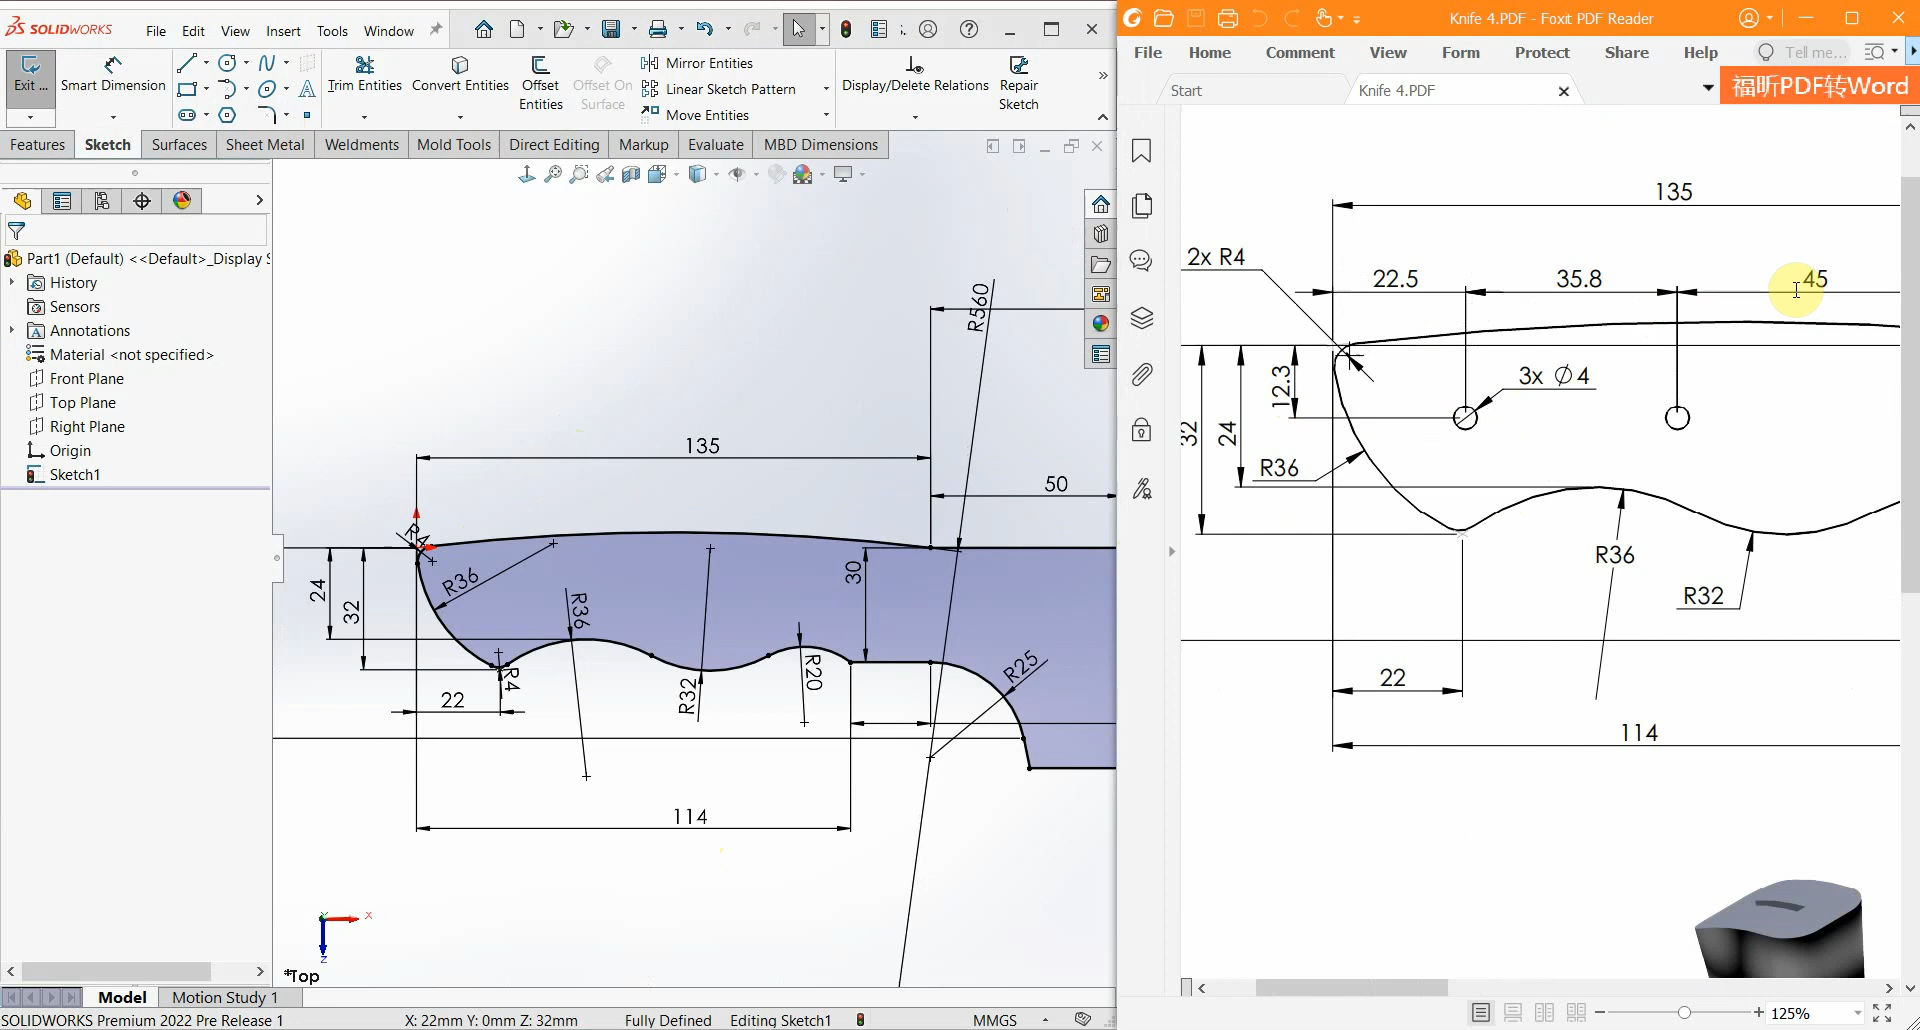 SOLIDWORKS File Edit View Insert Tools Window
Exit ... Smart Dimension Trim Entities Convert Entities Offset Entities Offset On Surface Mirror Entities Linear Sketch Pattern Move Entities Display/Delete Relations Repair Sketch
Features Sketch Surfaces Sheet Metal Weldments Mold Tools Direct Editing Markup Evaluate MBD Dimensions
Part1 (Default) <<Default>_Display S
History
Sensors
Annotations
Material <not specified>
Front Plane
Top Plane
Right Plane
Origin
Sketch1
R560
135
50
R4
R36
24
32
R36
30
R4
R32
R20
R25
22
114
X
Y
Z
*Top
Model Motion Study 1
SOLIDWORKS Premium 2022 Pre Release 1 X: 22mm Y: 0mm Z: 32mm Fully Defined Editing Sketch1 MMGS
Knife 4.PDF - Foxit PDF Reader
File Home Comment View Form Protect Share Help Tell me...
Start Knife 4.PDF 福昕PDF转Word
135
2x R4
22.5 35.8 45
12.3
3x ∅4
32
24
R36
R36
R32
22
114
125%